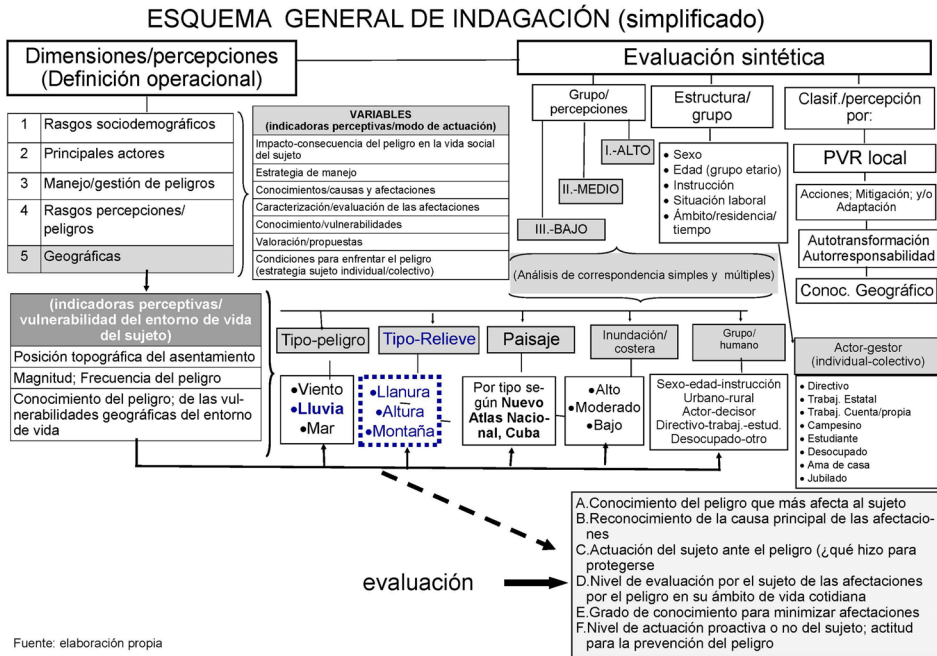 ESQUEMA GENERAL DE INDAGACIÓN (simplificado)
Dimensiones/percepciones
(Definición operacional)
1 Rasgos sociodemográficos
2 Principales actores
3 Manejo/gestión de peligros
4 Rasgos percepciones/
peligros
5 Geográficas
VARIABLES
(indicadoras perceptivas/modo de actuación)
Impacto-consecuencia del peligro en la vida social
del sujeto
Estrategia de manejo
Conocimientos/causas y afectaciones
Caracterización/evaluación de las afectaciones
Conocimiento/vulnerabilidades
Valoración/propuestas
Condiciones para enfrentar el peligro
(estrategia sujeto individual/colectivo)
Evaluación sintética
Grupo/
percepciones
I.-ALTO
II.-MEDIO
III.-BAJO
Estructura/
grupo
• Sexo
• Edad (grupo etario)
• Instrucción
• Situación laboral
• Ámbito/residencia/
tiempo
Clasif./percepción
por:
PVR local
Acciones; Mitigación; y/o
Adaptación
Autotransformación
Autorresponsabilidad
Conoc. Geográfico
(Análisis de correspondencia simples y múltiples)
(indicadoras perceptivas/
vulnerabilidad del entorno de vida
del sujeto)
Posición topográfica del asentamiento
Magnitud; Frecuencia del peligro
Conocimiento del peligro; de las vul-
nerabilidades geográficas del entorno
de vida
Tipo-peligro
•Viento
•Lluvia
•Mar
Tipo-Relieve
•Llanura
•Altura
•Montaña
Paisaje
Por tipo se-
gún Nuevo
Atlas Nacio-
nal, Cuba
Inundación/
costera
•Alto
•Moderado
•Bajo
Grupo/
humano
Sexo-edad-instrucción
Urbano-rural
Actor-decisor
Directivo-trabaj.-estud.
Desocupado-otro
Actor-gestor
(individual-colectivo)
• Directivo
• Trabaj. Estatal
• Trabaj. Cuenta/propia
• Campesino
• Estudiante
• Desocupado
• Ama de casa
• Jubilado
evaluación
A.Conocimiento del peligro que más afecta al sujeto
B.Reconocimiento de la causa principal de las afectacio-
nes
C.Actuación del sujeto ante el peligro (¿qué hizo para
protegerse
D.Nivel de evaluación por el sujeto de las afectaciones
por el peligro en su ámbito de vida cotidiana
E.Grado de conocimiento para minimizar afectaciones
F.Nivel de actuación proactiva o no del sujeto; actitud
para la prevención del peligro
Fuente: elaboración propia